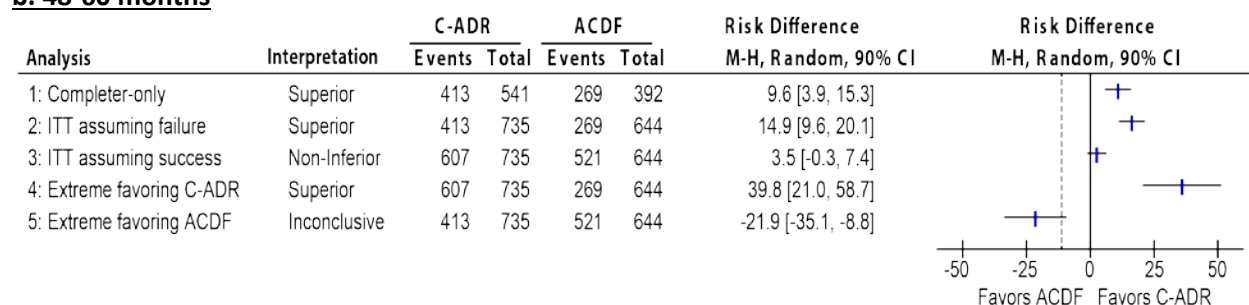 b. 48-60 months
C-ADR ACDF Risk Difference Risk Difference
Analysis Interpretation Events Total Events Total M-H, Random, 90% CI M-H, Random, 90% CI
1: Completer-only Superior 413 541 269 392 9.6 [3.9, 15.3]
2: ITT assuming failure Superior 413 735 269 644 14.9 [9.6, 20.1]
3: ITT assuming success Non-Inferior 607 735 521 644 3.5 [-0.3, 7.4]
4: Extreme favoring C-ADR Superior 607 735 269 644 39.8 [21.0, 58.7]
5: Extreme favoring ACDF Inconclusive 413 735 521 644 -21.9 [-35.1, -8.8]
-50 -25 0 25 50
Favors ACDF Favors C-ADR